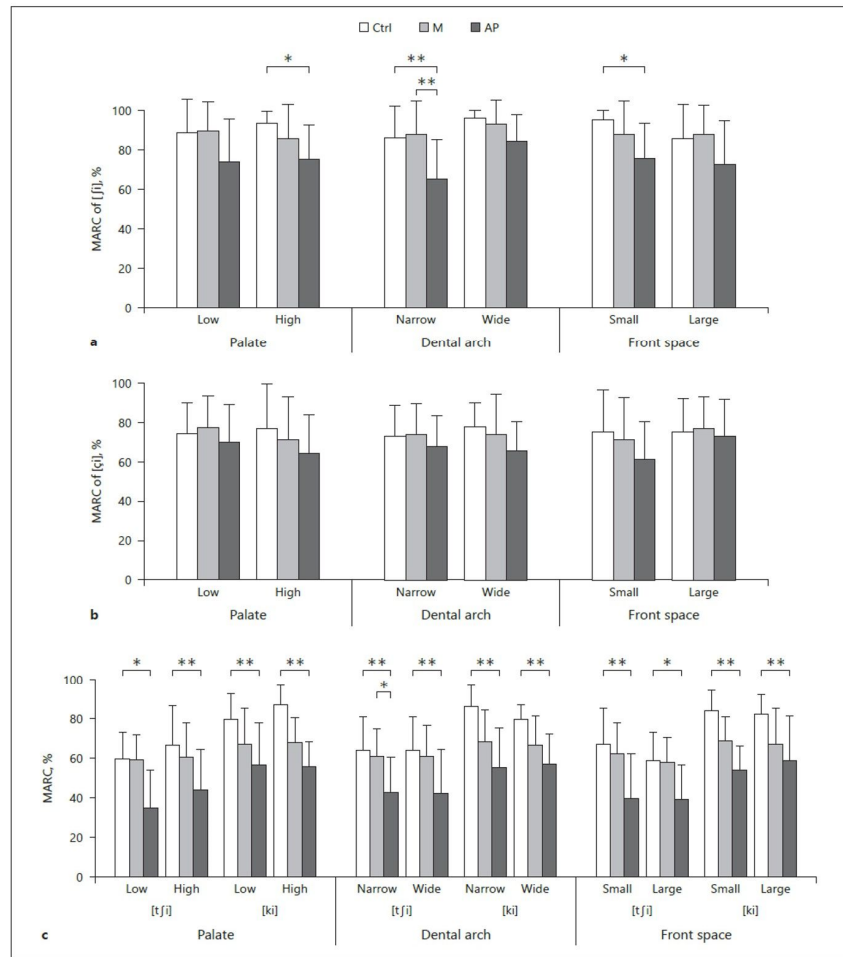 Ctrl M AP
* ** * 
**
100
80
60
40
20
0
MARC of [ʃi], %
Low High Narrow Wide Small Large
a Palate Dental arch Front space
100
80
60
40
20
0
MARC of [çi], %
Low High Narrow Wide Small Large
b Palate Dental arch Front space
* ** ** ** ** ** ** ** ** * ** **
*
100
80
60
40
20
0
MARC, %
Low High Low High Narrow Wide Narrow Wide Small Large Small Large
[tʃi] [ki] [tʃi] [ki] [tʃi] [ki]
c Palate Dental arch Front space